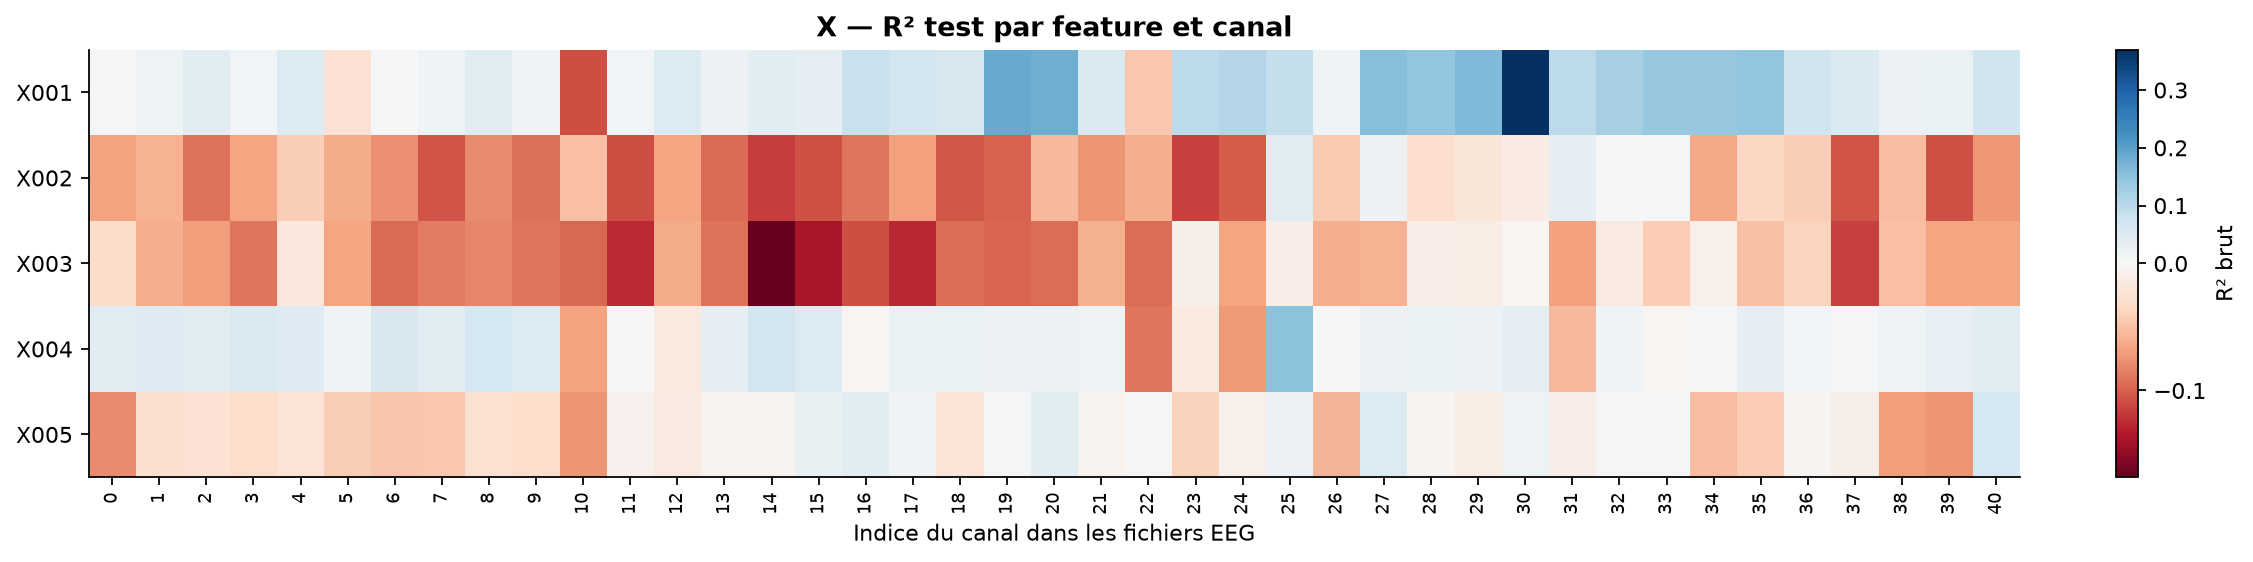 X — R² test par feature et canal
X001
X002
X003
X004
X005
0 1 2 3 4 5 6 7 8 9 10 11 12 13 14 15 16 17 18 19 20 21 22 23 24 25 26 27 28 29 30 31 32 33 34 35 36 37 38 39 40
Indice du canal dans les fichiers EEG
0.3
0.2
0.1
0.0
−0.1
R² brut